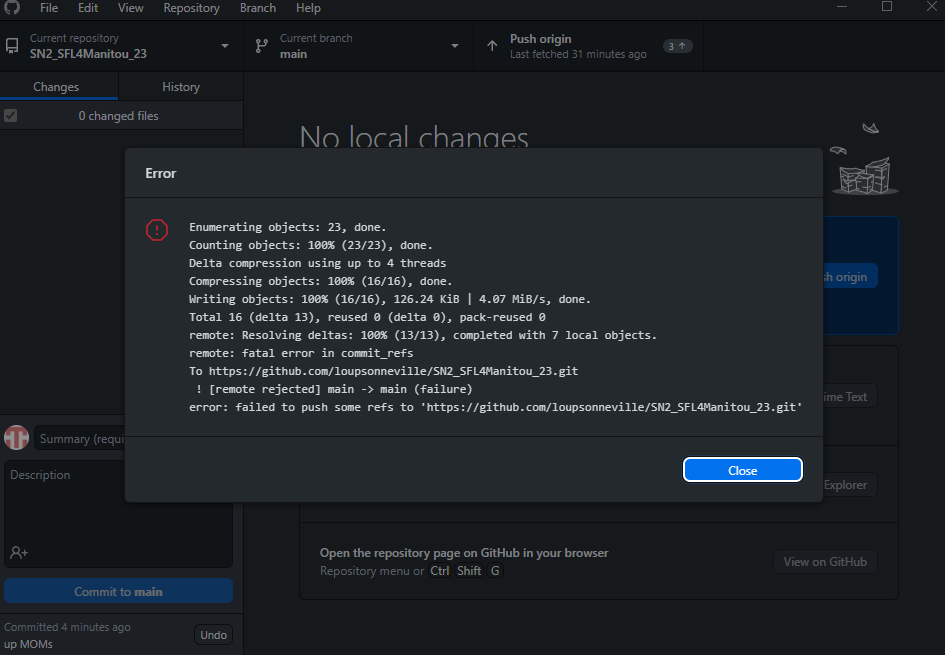 File Edit View Repository Branch Help
Current repository
SN2_SFL4Manitou_23
Current branch
main
Push origin
Last fetched 31 minutes ago
3
Changes
History
0 changed files
No local changes
Error
Enumerating objects: 23, done.
Counting objects: 100% (23/23), done.
Delta compression using up to 4 threads
Compressing objects: 100% (16/16), done.
Writing objects: 100% (16/16), 126.24 KiB | 4.07 MiB/s, done.
Total 16 (delta 13), reused 0 (delta 0), pack-reused 0
remote: Resolving deltas: 100% (13/13), completed with 7 local objects.
remote: fatal error in commit_refs
To https://github.com/loupsonneville/SN2_SFL4Manitou_23.git
! [remote rejected] main -> main (failure)
error: failed to push some refs to 'https://github.com/loupsonneville/SN2_SFL4Manitou_23.git'
Close
sh origin
ime Text
Explorer
Summary (requi
Description
Commit to main
Committed 4 minutes ago
up MOMs
Undo
Open the repository page on GitHub in your browser
Repository menu or Ctrl Shift G
View on GitHub